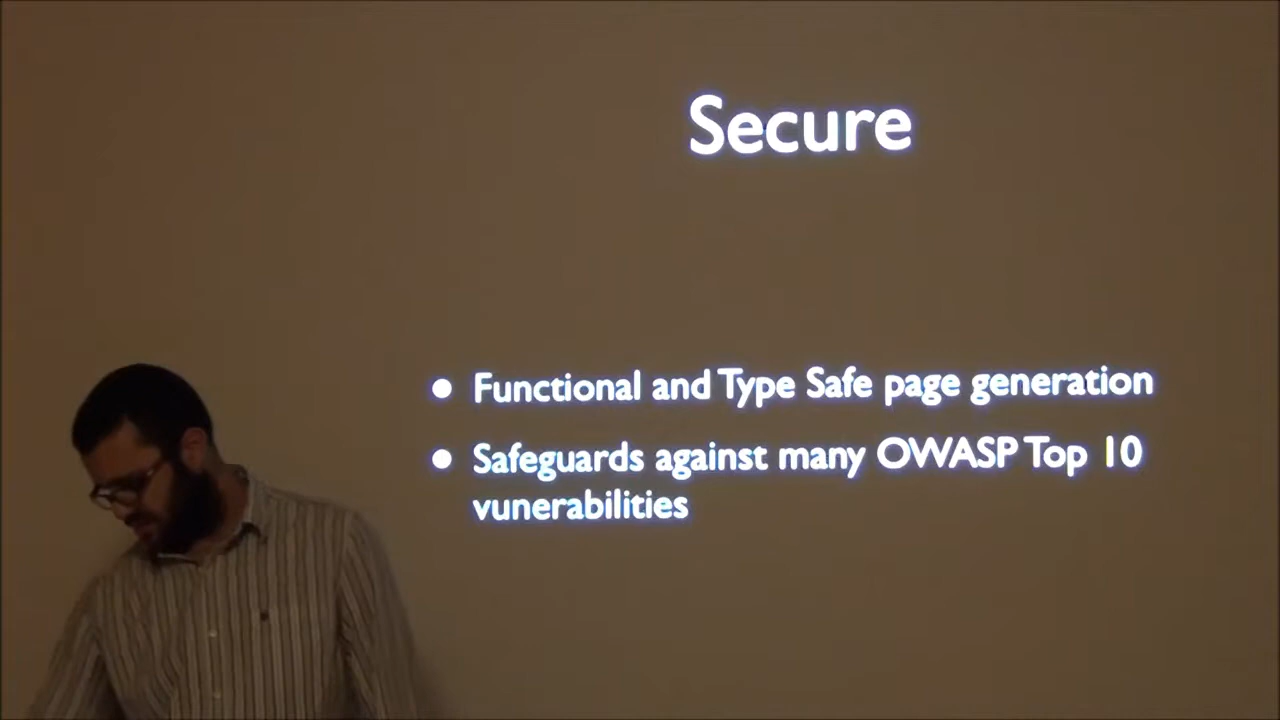 Secure
● Functional and Type Safe page generation
● Safeguards against many OWASP Top 10
vunerabilities